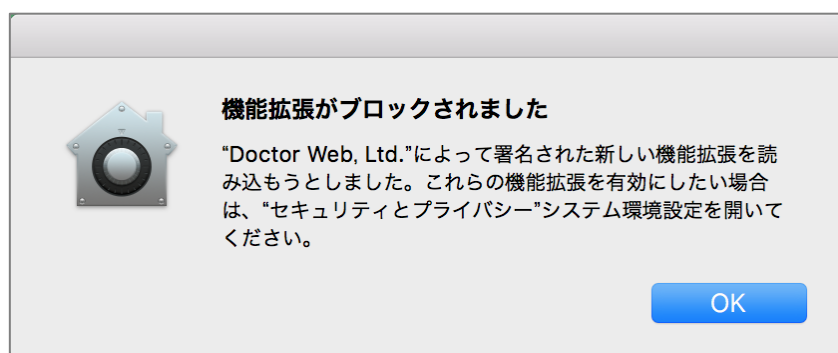 機能拡張がブロックされました
“Doctor Web, Ltd.”によって署名された新しい機能拡張を読
み込もうとしました。これらの機能拡張を有効にしたい場合
は、“セキュリティとプライバシー”システム環境設定を開いて
ください。
OK